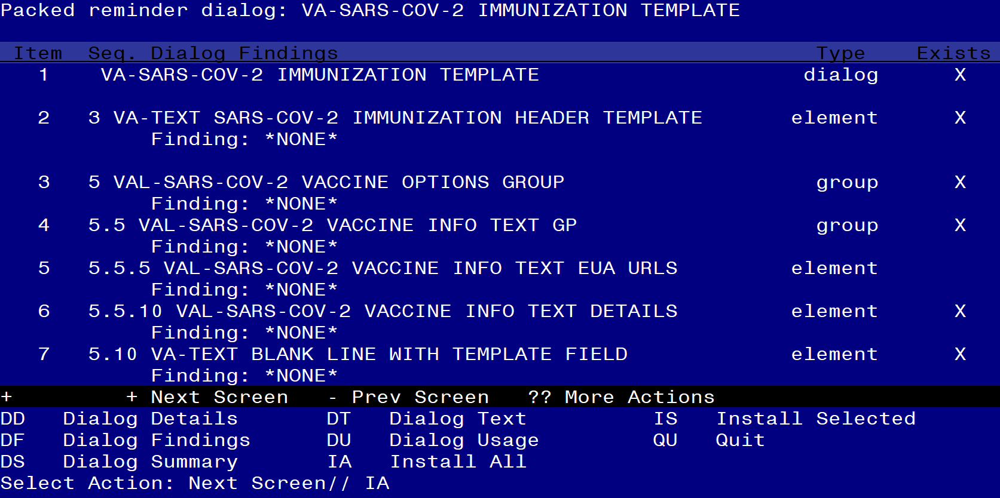 Packed reminder dialog: VA-SARS-COV-2 IMMUNIZATION TEMPLATE
Item Seq. Dialog Findings Type Exists
1 VA-SARS-COV-2 IMMUNIZATION TEMPLATE dialog X
2 3 VA-TEXT SARS-COV-2 IMMUNIZATION HEADER TEMPLATE element X
Finding: *NONE*
3 5 VAL-SARS-COV-2 VACCINE OPTIONS GROUP group X
Finding: *NONE*
4 5.5 VAL-SARS-COV-2 VACCINE INFO TEXT GP group X
Finding: *NONE*
5 5.5.5 VAL-SARS-COV-2 VACCINE INFO TEXT EUA URLS element
Finding: *NONE*
6 5.5.10 VAL-SARS-COV-2 VACCINE INFO TEXT DETAILS element X
Finding: *NONE*
7 5.10 VA-TEXT BLANK LINE WITH TEMPLATE FIELD element X
Finding: *NONE*
+ + Next Screen - Prev Screen ?? More Actions
DD Dialog Details DT Dialog Text IS Install Selected
DF Dialog Findings DU Dialog Usage QU Quit
DS Dialog Summary IA Install All
Select Action: Next Screen// IA